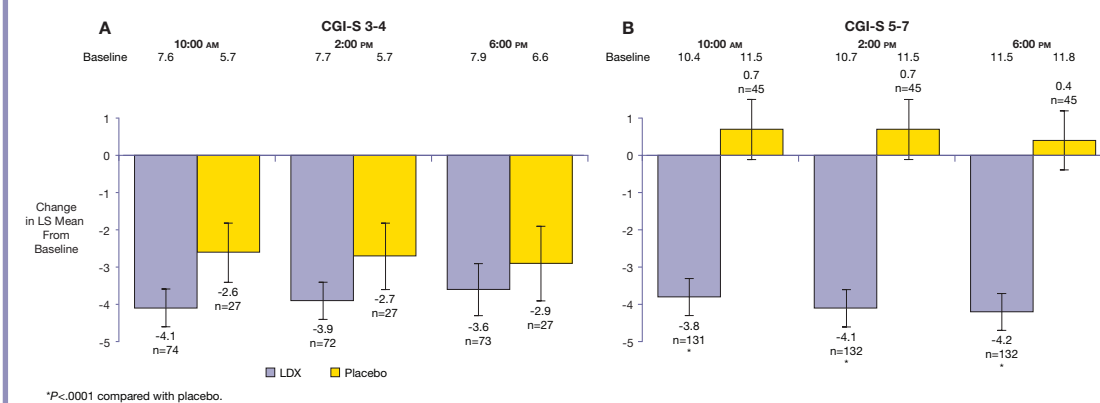 A
CGI-S 3-4
10:00 AM
2:00 PM
6:00 PM
Baseline 7.6 5.7 7.7 5.7 7.9 6.6
1
0
-1
-2
-3
-4
-5
Change
in LS Mean
From
Baseline
-4.1
n=74
-2.6
n=27
-3.9
n=72
-2.7
n=27
-3.6
n=73
-2.9
n=27
B
CGI-S 5-7
10:00 AM
2:00 PM
6:00 PM
Baseline 10.4 11.5 10.7 11.5 11.5 11.8
0.7
n=45
0.7
n=45
0.4
n=45
1
0
-1
-2
-3
-4
-5
-3.8
n=131
*
-4.1
n=132
*
-4.2
n=132
*
LDX Placebo
*P<.0001 compared with placebo.